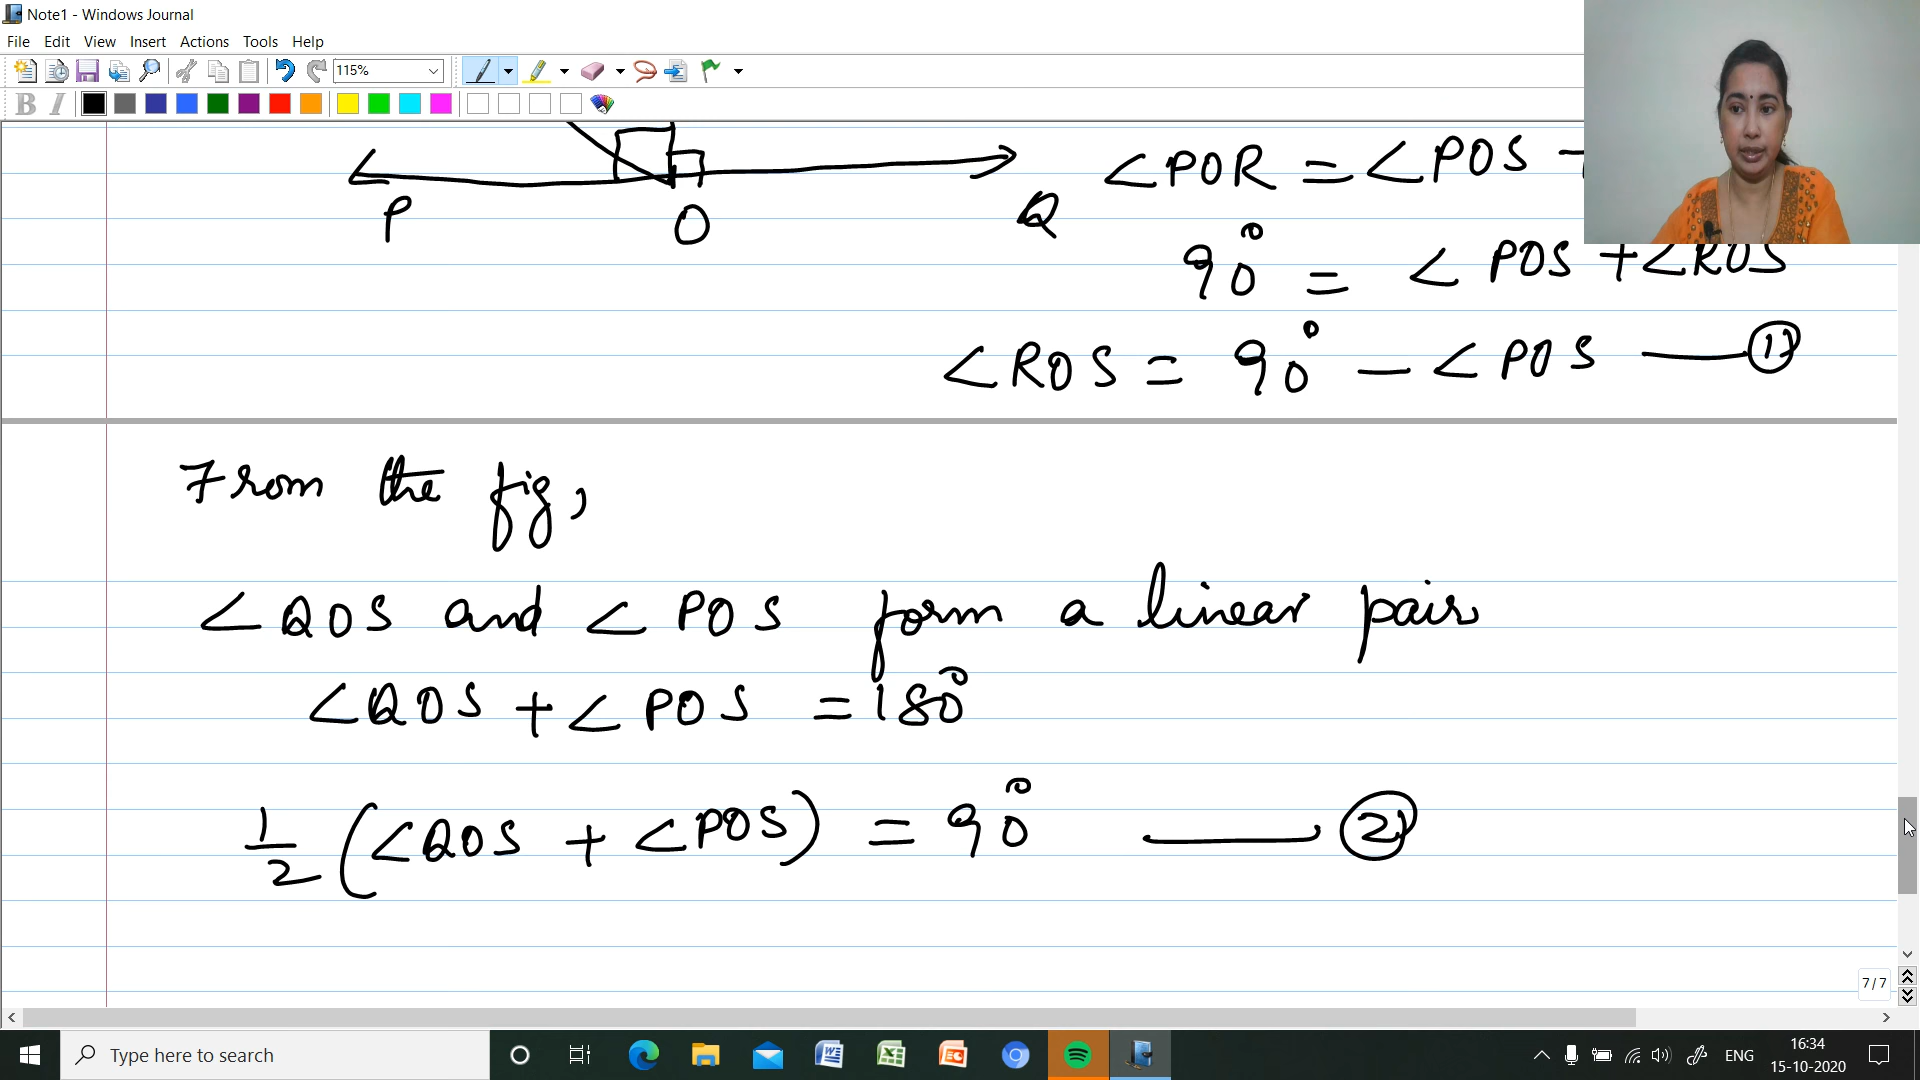 Note1 - Windows Journal
File Edit View Insert Actions Tools Help
115%
B I
P O Q
∠POR = ∠POS
90° = ∠POS + ∠ROS
∠ROS = 90° - ∠POS — ①
From the fig,
∠QOS and ∠POS form a linear pair
∠QOS + ∠POS = 180°
1/2 (∠QOS + ∠POS) = 90° — ②
7 / 7
Type here to search
ENG
16:34
15-10-2020